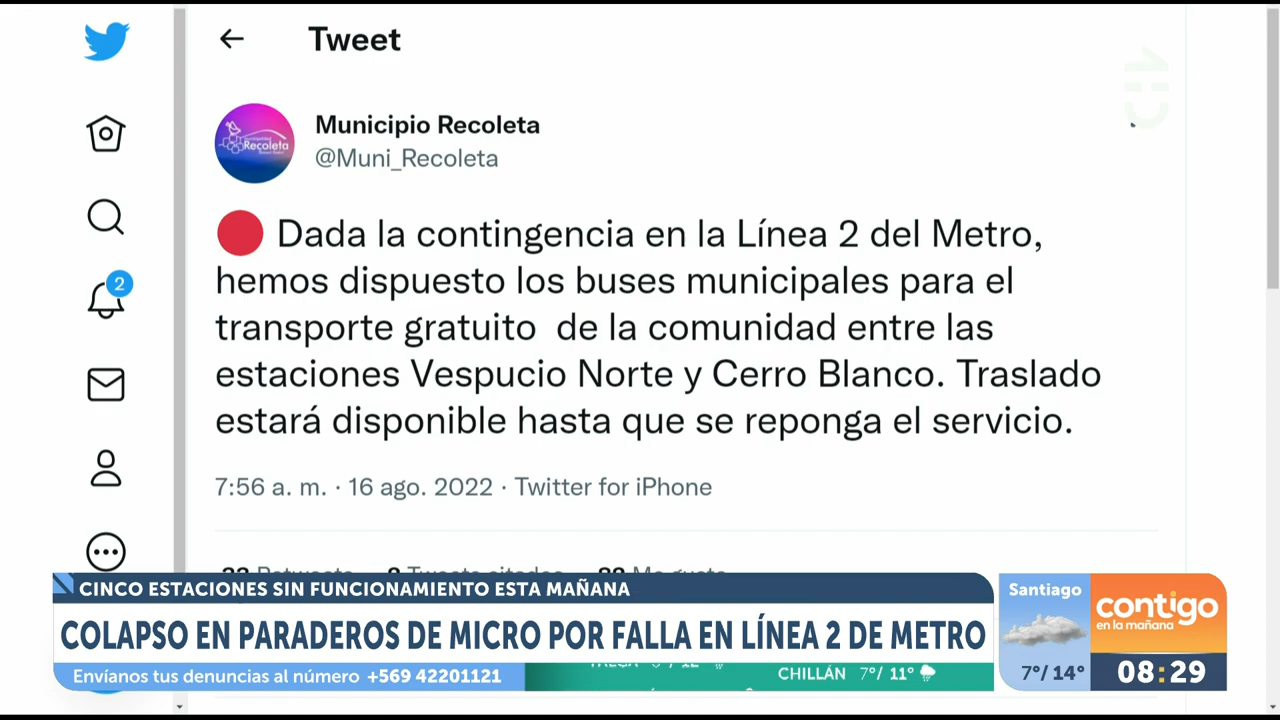 Tweet
Municipio Recoleta
@Muni_Recoleta
Recoleta
Dada la contingencia en la Línea 2 del Metro,
hemos dispuesto los buses municipales para el
transporte gratuito de la comunidad entre las
estaciones Vespucio Norte y Cerro Blanco. Traslado
estará disponible hasta que se reponga el servicio.
2
7:56 a. m. · 16 ago. 2022 · Twitter for iPhone
CINCO ESTACIONES SIN FUNCIONAMIENTO ESTA MAÑANA
COLAPSO EN PARADEROS DE MICRO POR FALLA EN LÍNEA 2 DE METRO
Envíanos tus denuncias al número +569 42201121
CHILLÁN 7°/ 11°
Santiago
7°/ 14°
contigo
en la mañana
08:29